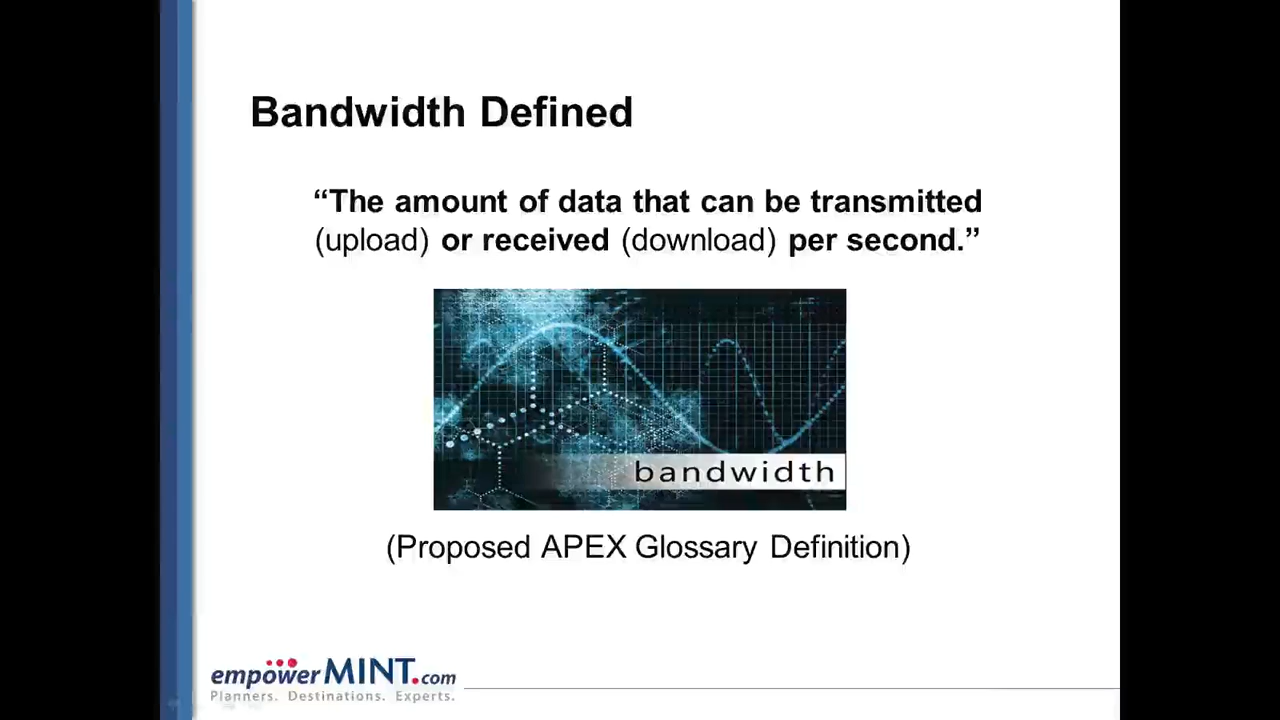 Bandwidth Defined
“The amount of data that can be transmitted
(upload) or received (download) per second.”
bandwidth
(Proposed APEX Glossary Definition)
empowerMINT.com
Planners. Destinations. Experts.